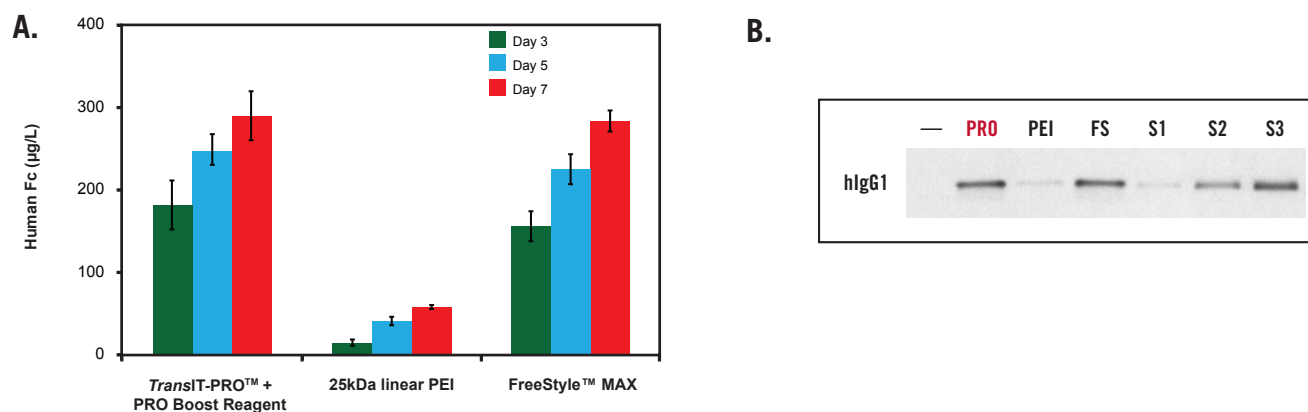 A.
Human Fc (µg/L)
400
300
200
100
0
Day 3
Day 5
Day 7
TransIT-PRO™ +
PRO Boost Reagent
25kDa linear PEI
FreeStyle™ MAX
B.
— PRO PEI FS S1 S2 S3
hIgG1